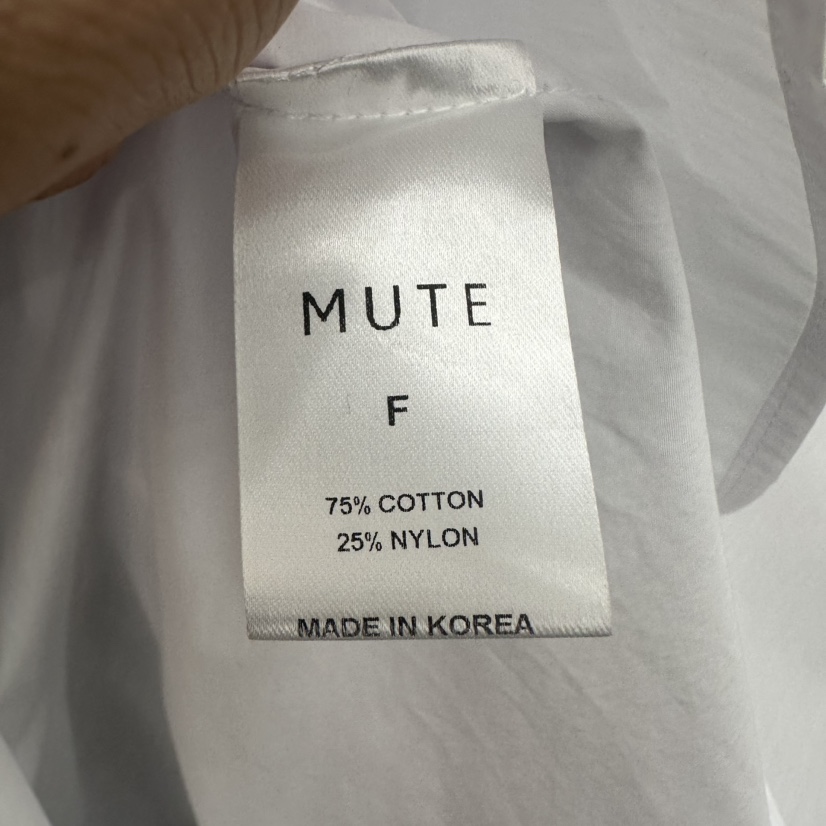 MUTE
F
75% COTTON
25% NYLON
MADE IN KOREA